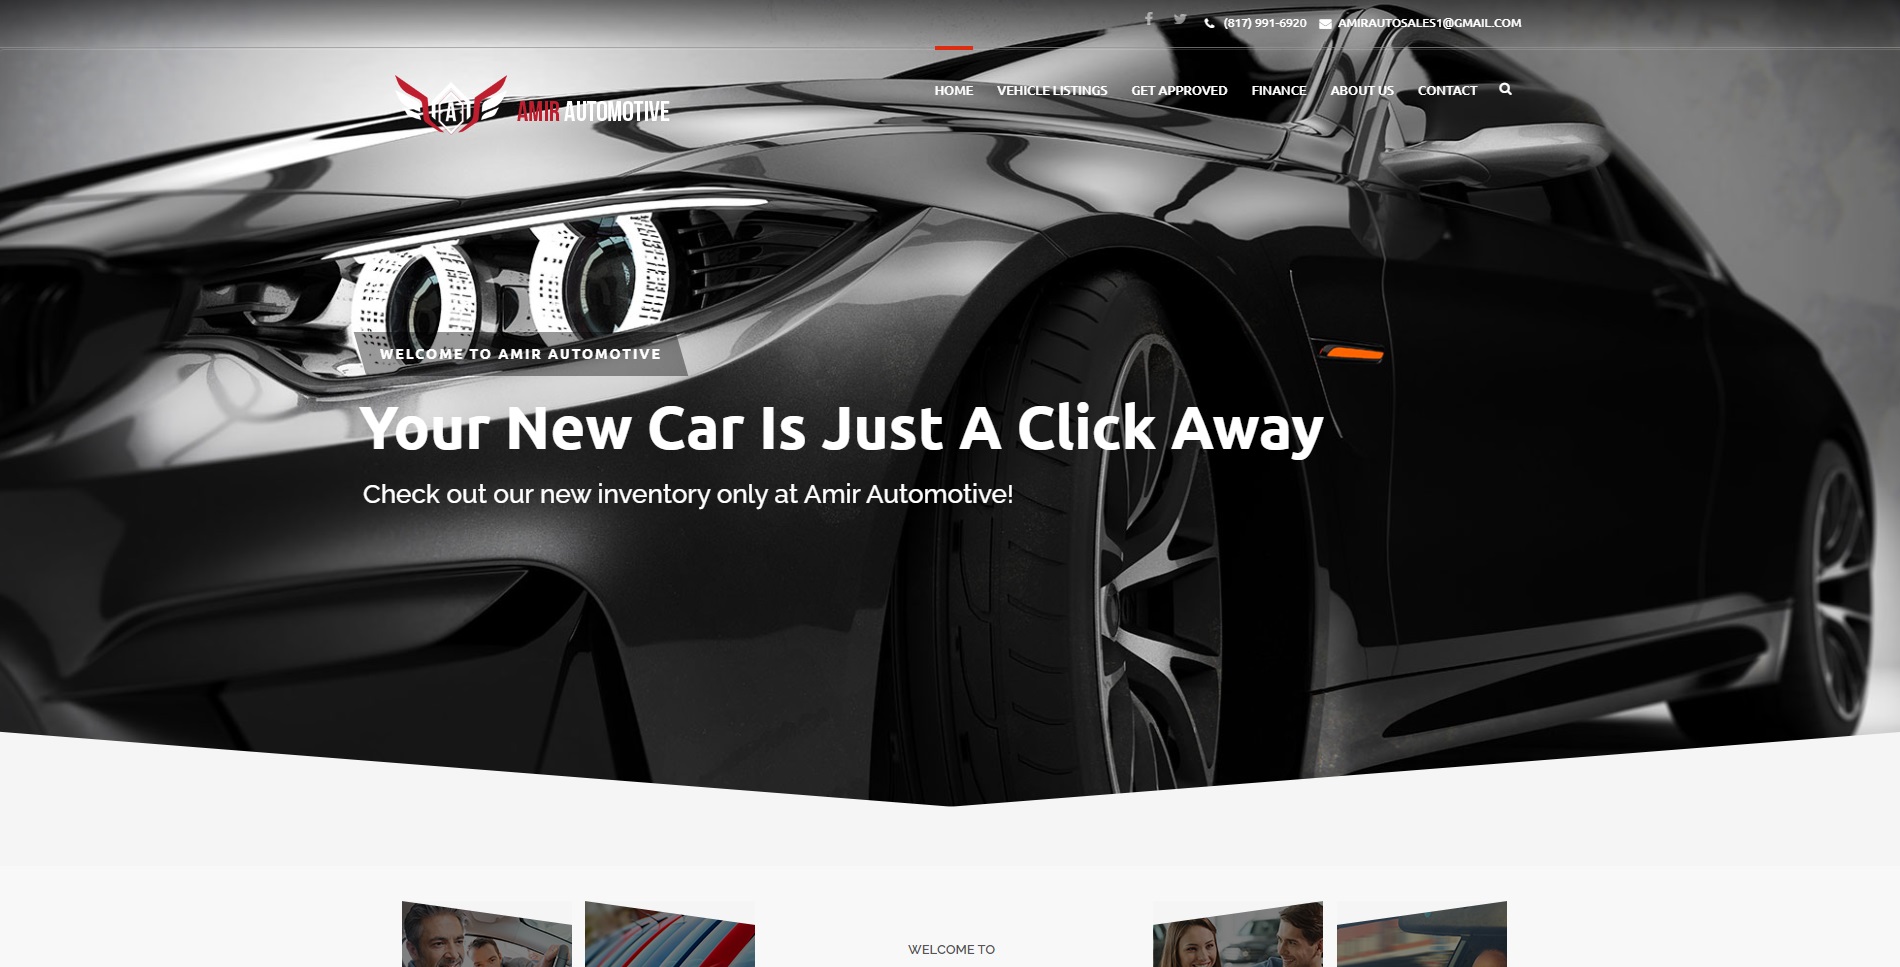 (817) 991-6920 AMIRAUTOSALES1@GMAIL.COM
A
AMIR AUTOMOTIVE
HOME VEHICLE LISTINGS GET APPROVED FINANCE ABOUT US CONTACT
WELCOME TO AMIR AUTOMOTIVE
Your New Car Is Just A Click Away
Check out our new inventory only at Amir Automotive!
WELCOME TO